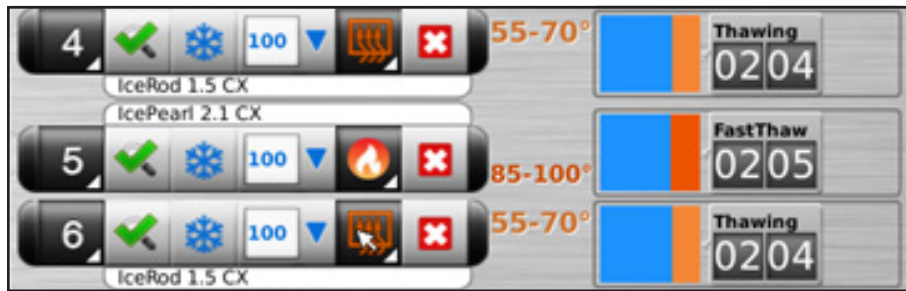 4 100 55-70° Thawing
02 04
IceRod 1.5 CX
IcePearl 2.1 CX
5 100 85-100° FastThaw
02 05
6 100 55-70° Thawing
02 04
IceRod 1.5 CX